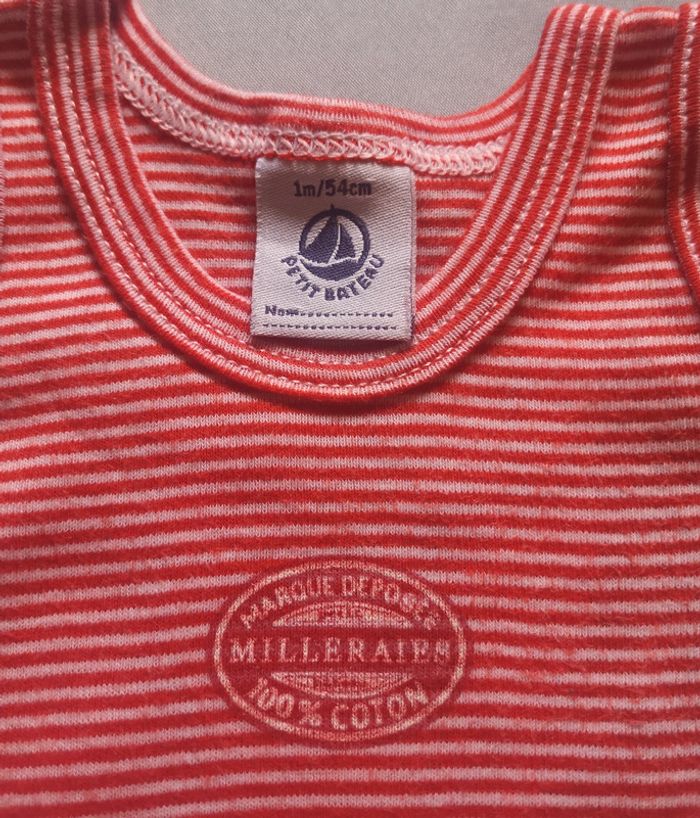 1m/54cm
PETIT BATEAU
Nom
MARQUE DEPOSEE
MILLERAIES
100% COTON